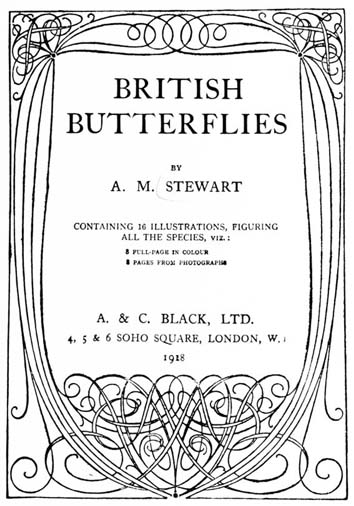 BRITISH
BUTTERFLIES
BY
A. M. STEWART
CONTAINING 16 ILLUSTRATIONS, FIGURING
ALL THE SPECIES, VIZ.:
8 FULL-PAGE IN COLOUR
8 PAGES FROM PHOTOGRAPHS
A. & C. BLACK, LTD.
4, 5 & 6 SOHO SQUARE, LONDON, W. 1
1918